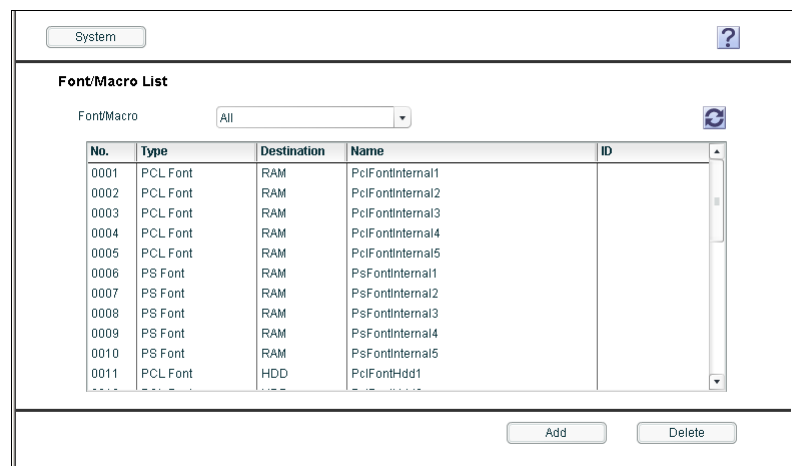 System
?
Font/Macro List
Font/Macro All
No. Type Destination Name ID
0001 PCL Font RAM PclFontInternal1
0002 PCL Font RAM PclFontInternal2
0003 PCL Font RAM PclFontInternal3
0004 PCL Font RAM PclFontInternal4
0005 PCL Font RAM PclFontInternal5
0006 PS Font RAM PsFontInternal1
0007 PS Font RAM PsFontInternal2
0008 PS Font RAM PsFontInternal3
0009 PS Font RAM PsFontInternal4
0010 PS Font RAM PsFontInternal5
0011 PCL Font HDD PclFontHdd1
Add Delete